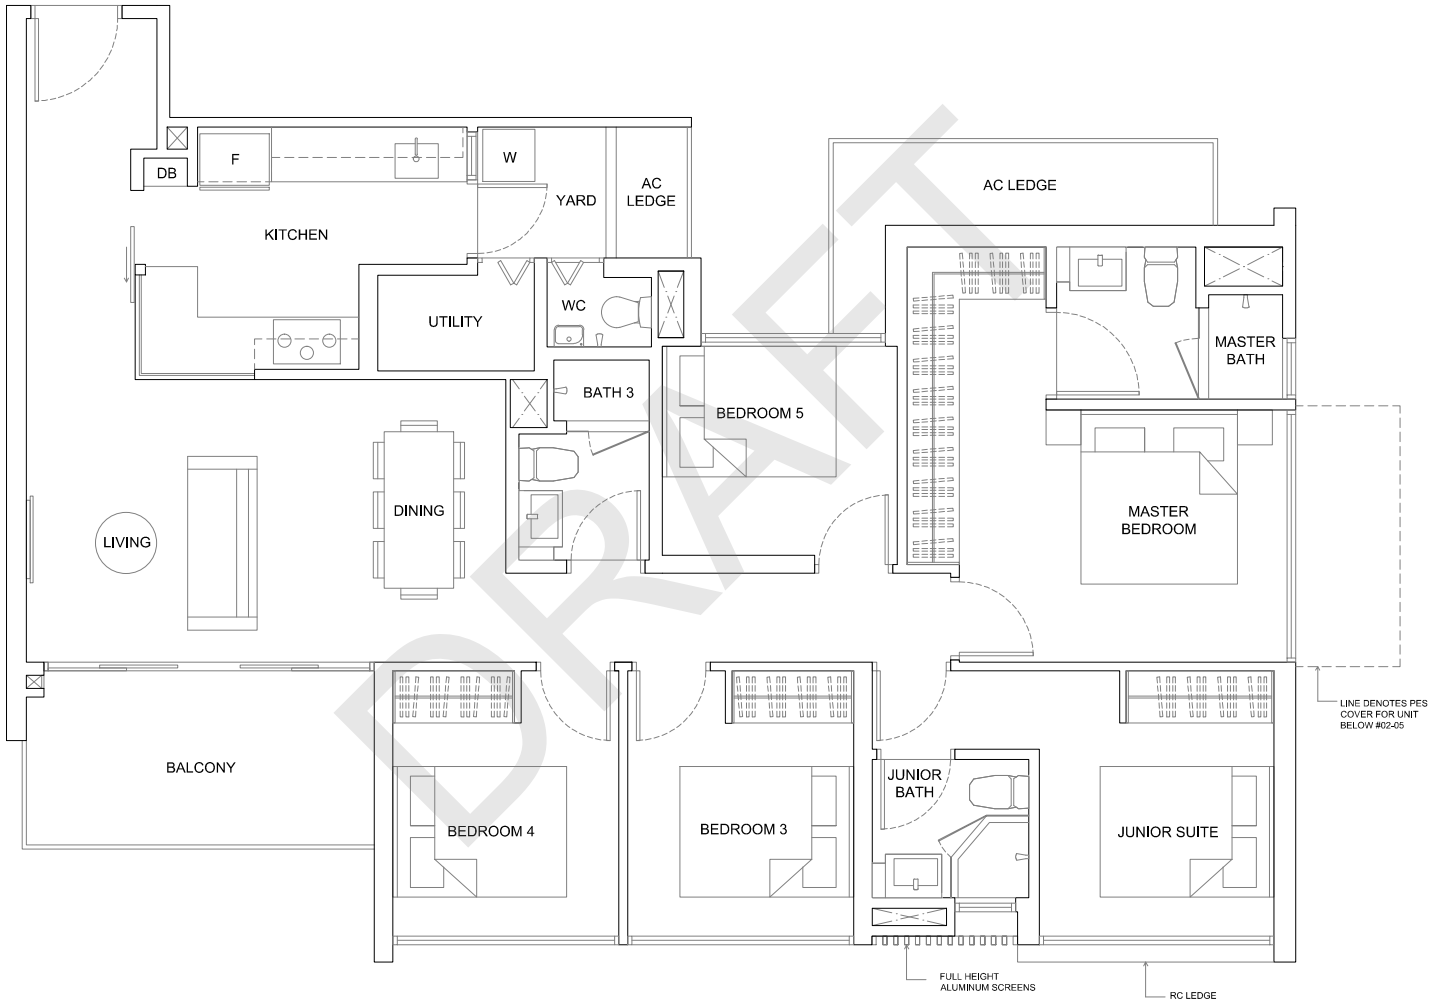 DB
F
W
YARD
AC
LEDGE
KITCHEN
AC LEDGE
UTILITY
WC
MASTER
BATH
BATH 3
BEDROOM 5
DINING
LIVING
MASTER
BEDROOM
LINE DENOTES PES
COVER FOR UNIT
BELOW #02-05
BALCONY
BEDROOM 4
BEDROOM 3
JUNIOR
BATH
JUNIOR SUITE
FULL HEIGHT
ALUMINUM SCREENS
RC LEDGE
DRAFT